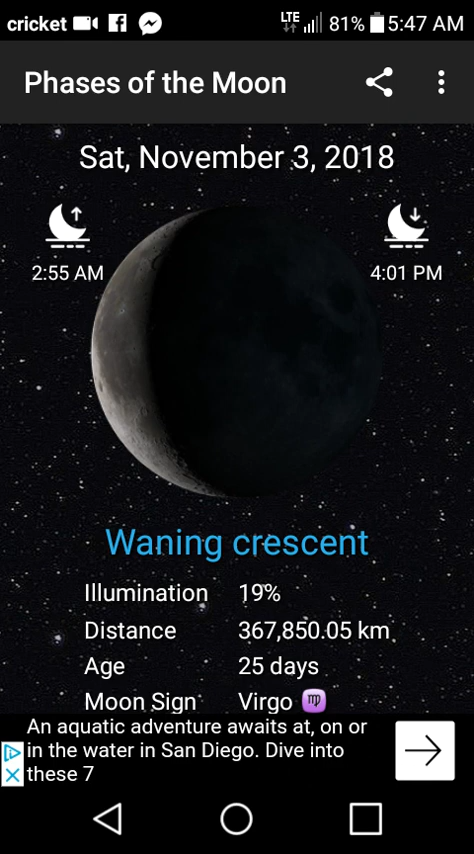 cricket LTE 81% 5:47 AM
Phases of the Moon
Sat, November 3, 2018
2:55 AM 4:01 PM
Waning crescent
Illumination 19%
Distance 367,850.05 km
Age 25 days
Moon Sign Virgo ♍
An aquatic adventure awaits at, on or
in the water in San Diego. Dive into
these 7